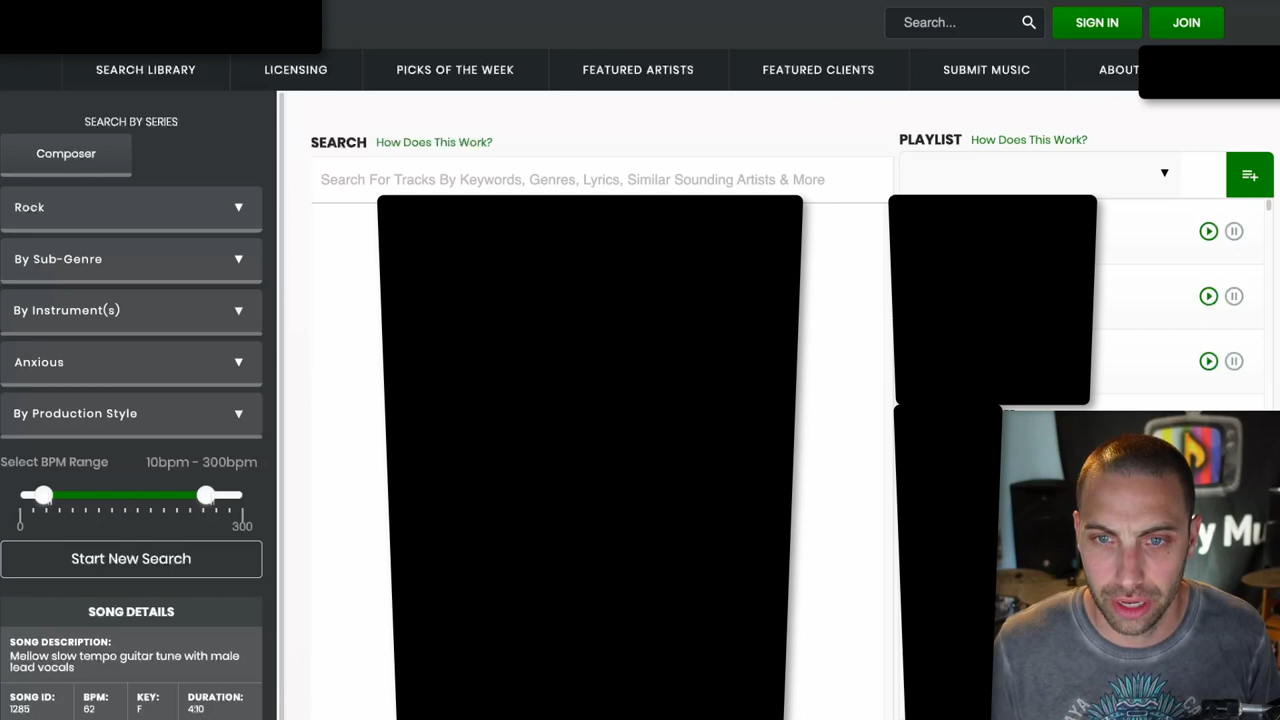 Search...
SIGN IN
JOIN
SEARCH LIBRARY
LICENSING
PICKS OF THE WEEK
FEATURED ARTISTS
FEATURED CLIENTS
SUBMIT MUSIC
ABOUT
SEARCH BY SERIES
Composer
Rock
By Sub-Genre
By Instrument(s)
Anxious
By Production Style
Select BPM Range 10bpm - 300bpm
0 300
Start New Search
SONG DETAILS
SONG DESCRIPTION:
Mellow slow tempo guitar tune with male
lead vocals
SONG ID: BPM: KEY: DURATION:
1285 62 F 4:10
SEARCH How Does This Work?
Search For Tracks By Keywords, Genres, Lyrics, Similar Sounding Artists & More
PLAYLIST How Does This Work?
y Mu